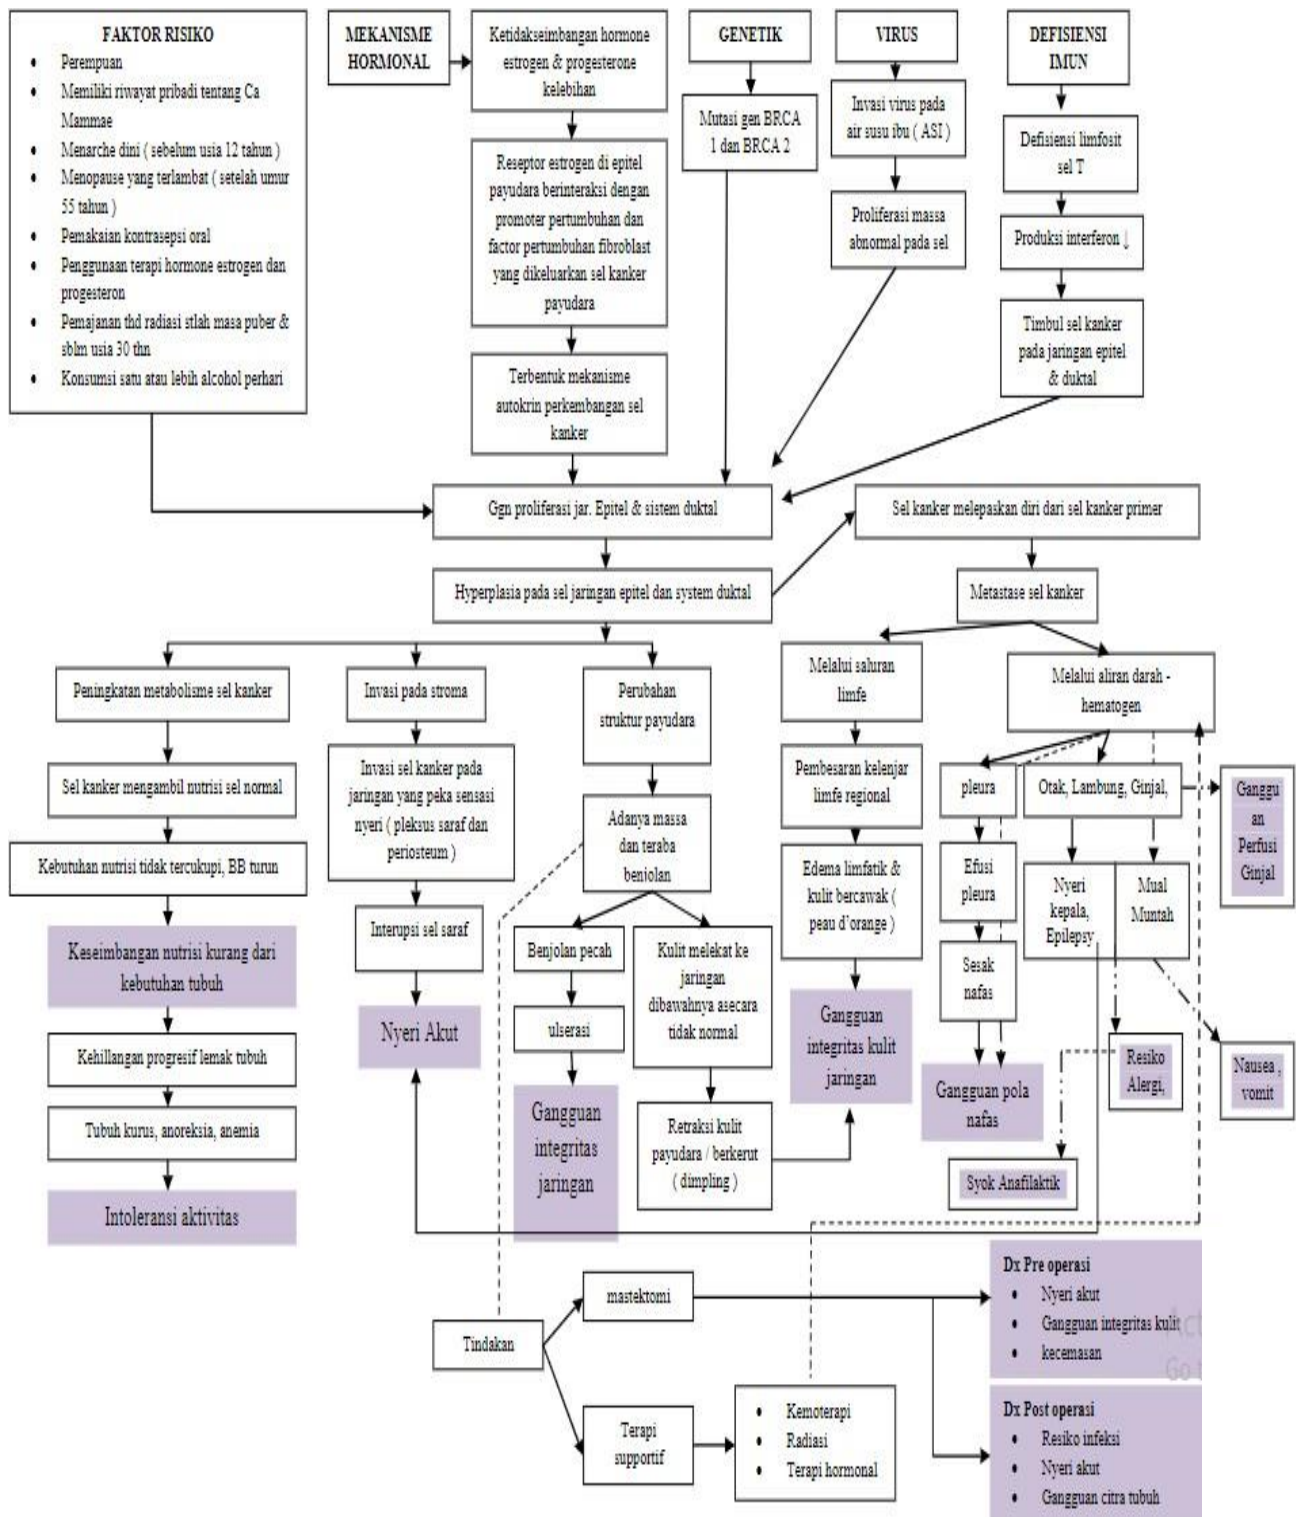 FAKTOR RISIKO
• Perempuan
• Memiliki riwayat pribadi tentang Ca
Mammae
• Menarche dini ( sebelum usia 12 tahun )
• Menopause yang terlambat ( setelah umur
55 tahun )
• Pemakaian kontrasepsi oral
• Penggunaan terapi hormone estrogen dan
progesteron
• Pemajanan thd radiasi stlah masa puber &
sblm usia 30 thn
• Konsumsi satu atau lebih alcohol perhari
MEKANISME
HORMONAL
Ketidakseimbangan hormone
estrogen & progesterone
kelebihan
Reseptor estrogen di epitel
payudara berinteraksi dengan
promoter pertumbuhan dan
factor pertumbuhan fibroblast
yang dikeluarkan sel kanker
payudara
Terbentuk mekanisme
autokrin perkembangan sel
kanker
GENETIK
Mutasi gen BRCA
1 dan BRCA 2
VIRUS
Invasi virus pada
air susu ibu ( ASI )
Proliferasi massa
abnormal pada sel
DEFISIENSI
IMUN
Defisiensi limfosit
sel T
Produksi interferon ↓
Timbul sel kanker
pada jaringan epitel
& duktal
Ggn proliferasi jar. Epitel & sistem duktal
Sel kanker melepaskan diri dari sel kanker primer
Hyperplasia pada sel jaringan epitel dan system duktal
Metastase sel kanker
Peningkatan metabolisme sel kanker
Sel kanker mengambil nutrisi sel normal
Kebutuhan nutrisi tidak tercukupi, BB turun
Keseimbangan nutrisi kurang dari
kebutuhan tubuh
Kehillangan progresif lemak tubuh
Tubuh kurus, anoreksia, anemia
Intoleransi aktivitas
Invasi pada stroma
Invasi sel kanker pada
jaringan yang peka sensasi
nyeri ( pleksus saraf dan
periosteum )
Interupsi sel saraf
Nyeri Akut
Perubahan
struktur payudara
Adanya massa
dan teraba
benjolan
Benjolan pecah
ulserasi
Gangguan
integritas
jaringan
Kulit melekat ke
jaringan
dibawahnya asecara
tidak normal
Retraksi kulit
payudara / berkerut
( dimpling )
Melalui saluran
limfe
Pembesaran kelenjar
limfe regional
Edema limfatik &
kulit bercawak (
peau d’orange )
Gangguan
integritas kulit
jaringan
Melalui aliran darah -
hematogen
pleura
Efusi
pleura
Sesak
nafas
Gangguan pola
nafas
Otak, Lambung, Ginjal,
Nyeri
kepala,
Epilepsy
Mual
Muntah
Ganggu
an
Perfusi
Ginjal
Resiko
Alergi,
Nausea ,
vomit
Syok Anafilaktik
Tindakan
mastektomi
Terapi
supportif
• Kemoterapi
• Radiasi
• Terapi hormonal
Dx Pre operasi
• Nyeri akut
• Gangguan integritas kulit
• kecemasan
Dx Post operasi
• Resiko infeksi
• Nyeri akut
• Gangguan citra tubuh